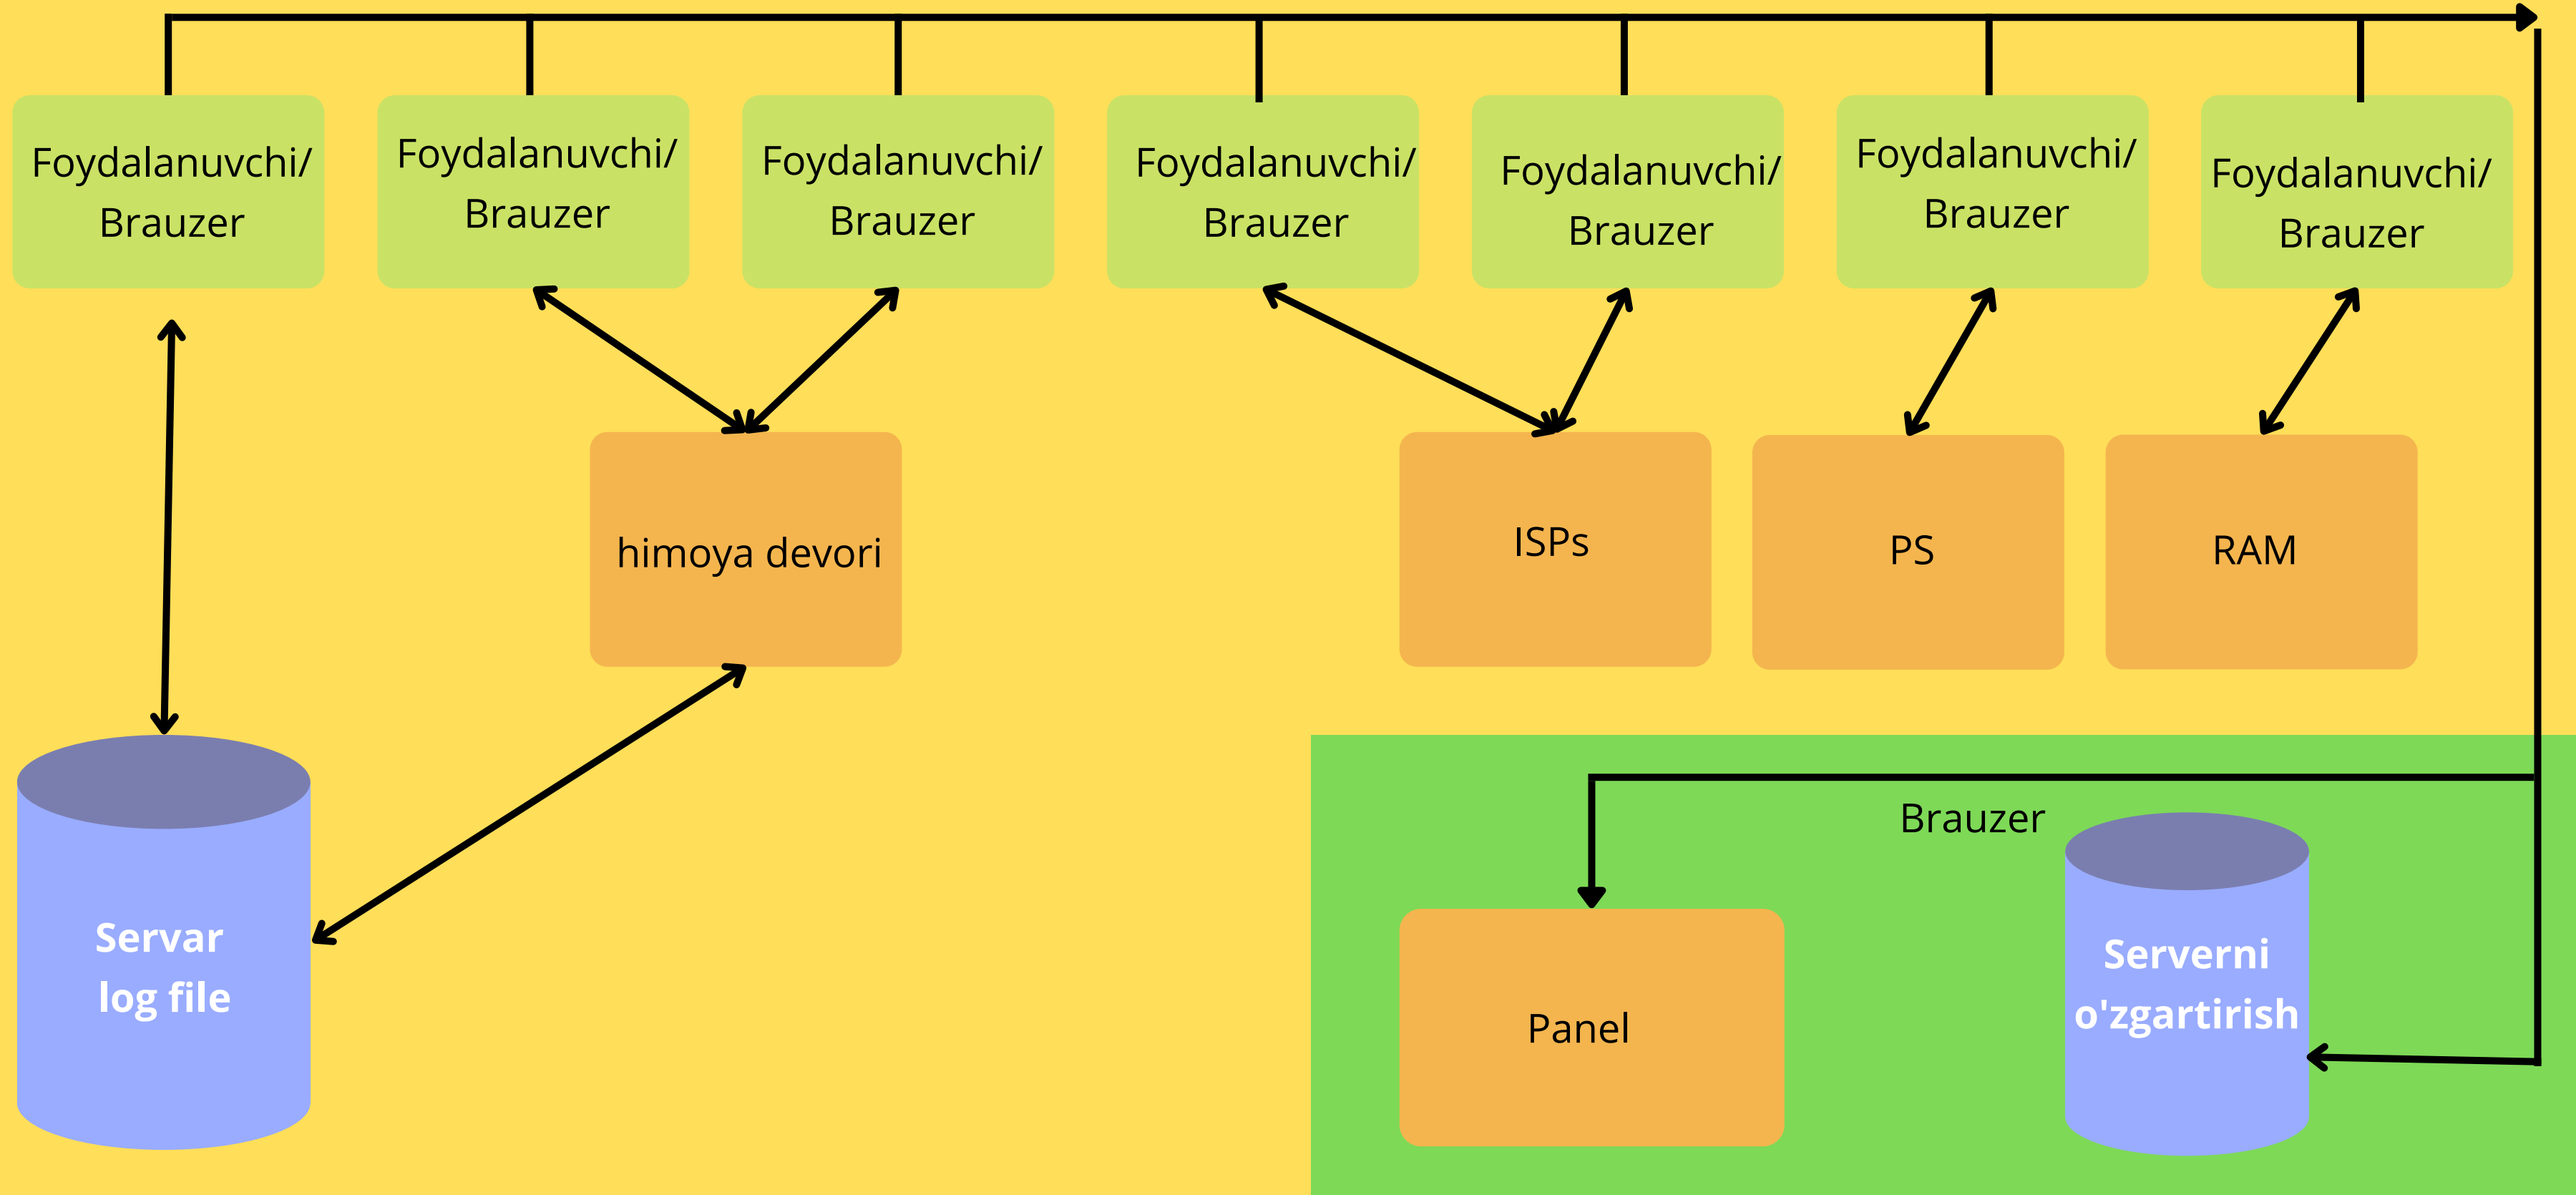 Foydalanuvchi/
Brauzer
Foydalanuvchi/
Brauzer
Foydalanuvchi/
Brauzer
Foydalanuvchi/
Brauzer
Foydalanuvchi/
Brauzer
Foydalanuvchi/
Brauzer
Foydalanuvchi/
Brauzer
himoya devori
ISPs
PS
RAM
Servar
log file
Brauzer
Panel
Serverni
o'zgartirish